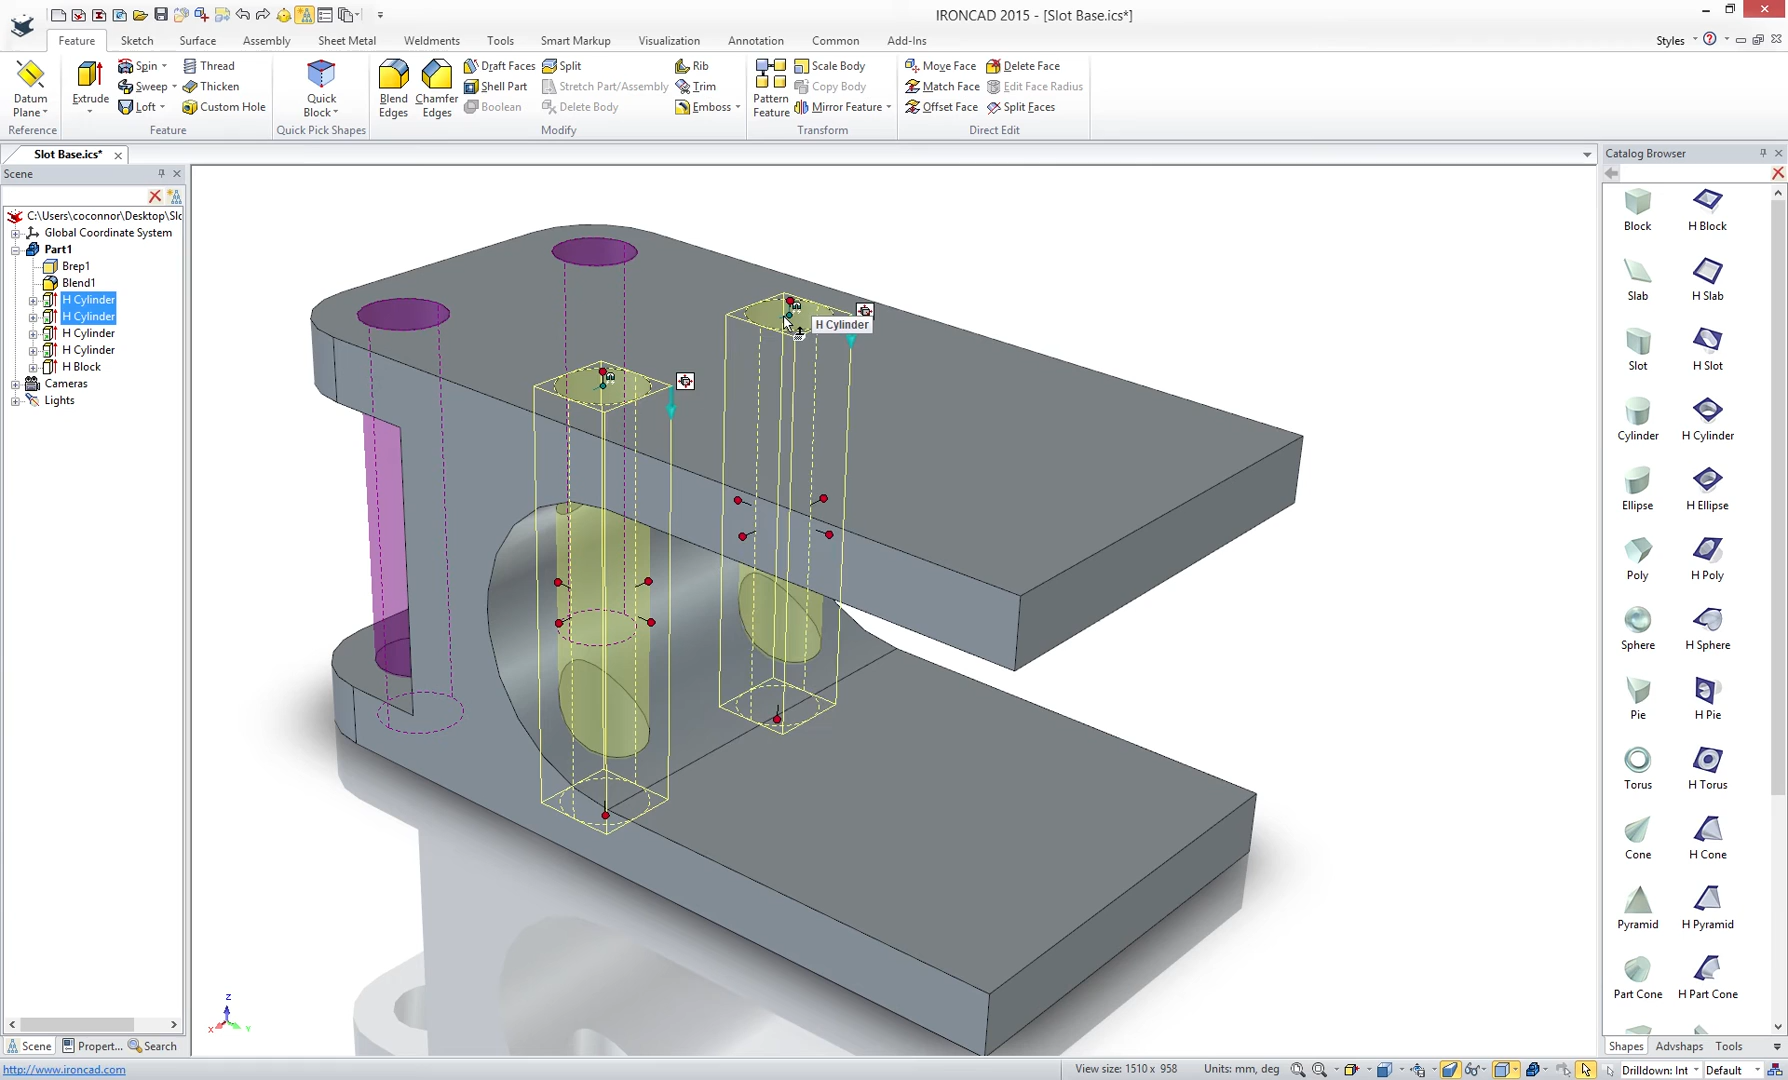 IRONCAD 2015 - [Slot Base.ics*]
Feature Sketch Surface Assembly Sheet Metal Weldments Tools Smart Markup Visualization Annotation Common Add-Ins Styles
Datum Plane
Reference
Extrude
Spin
Sweep
Loft
Thread
Thicken
Custom Hole
Feature
Quick Block
Quick Pick Shapes
Blend Edges
Chamfer Edges
Draft Faces
Shell Part
Boolean
Split
Stretch Part/Assembly
Delete Body
Rib
Trim
Emboss
Modify
Pattern Feature
Scale Body
Copy Body
Mirror Feature
Transform
Move Face
Match Face
Offset Face
Delete Face
Edit Face Radius
Split Faces
Direct Edit
Slot Base.ics*
Scene
C:\Users\coconnor\Desktop\Slo
Global Coordinate System
Part1
Brep1
Blend1
H Cylinder
H Cylinder
H Cylinder
H Cylinder
H Block
Cameras
Lights
H Cylinder
Z
X
Y
Catalog Browser
Block H Block
Slab H Slab
Slot H Slot
Cylinder H Cylinder
Ellipse H Ellipse
Poly H Poly
Sphere H Sphere
Pie H Pie
Torus H Torus
Cone H Cone
Pyramid H Pyramid
Part Cone H Part Cone
Scene Propert... Search
Shapes Advshaps Tools
http://www.ironcad.com
View size: 1510 x 958 Units: mm, deg Drilldown: Int Default